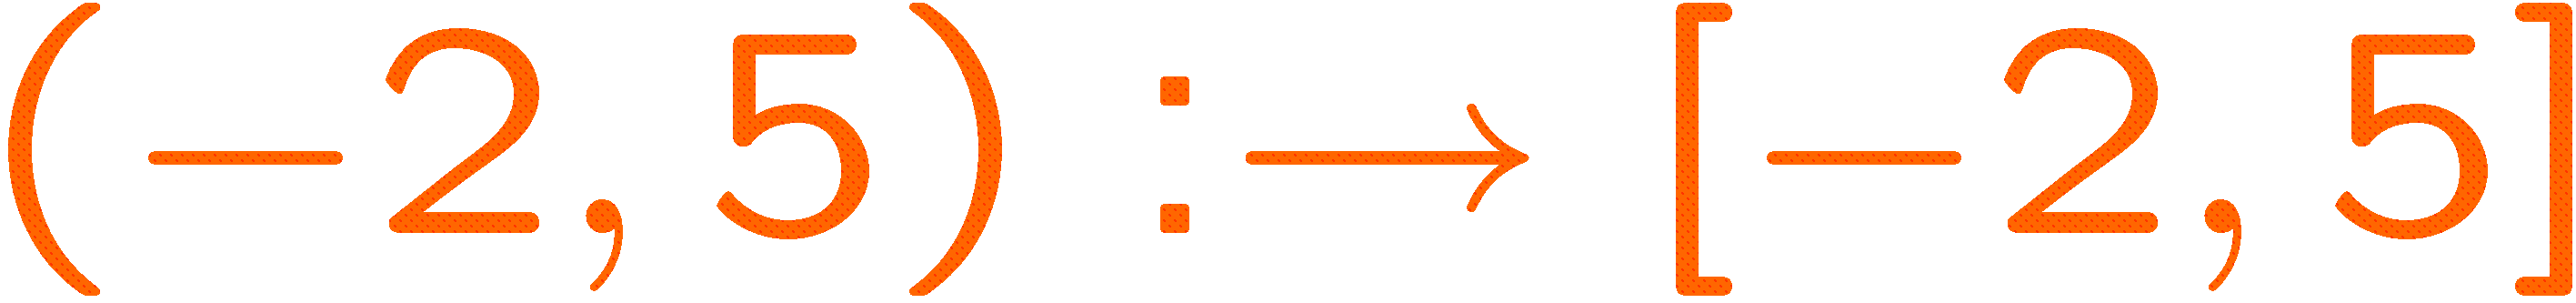 (−2, 5) :⟶ [−2, 5]